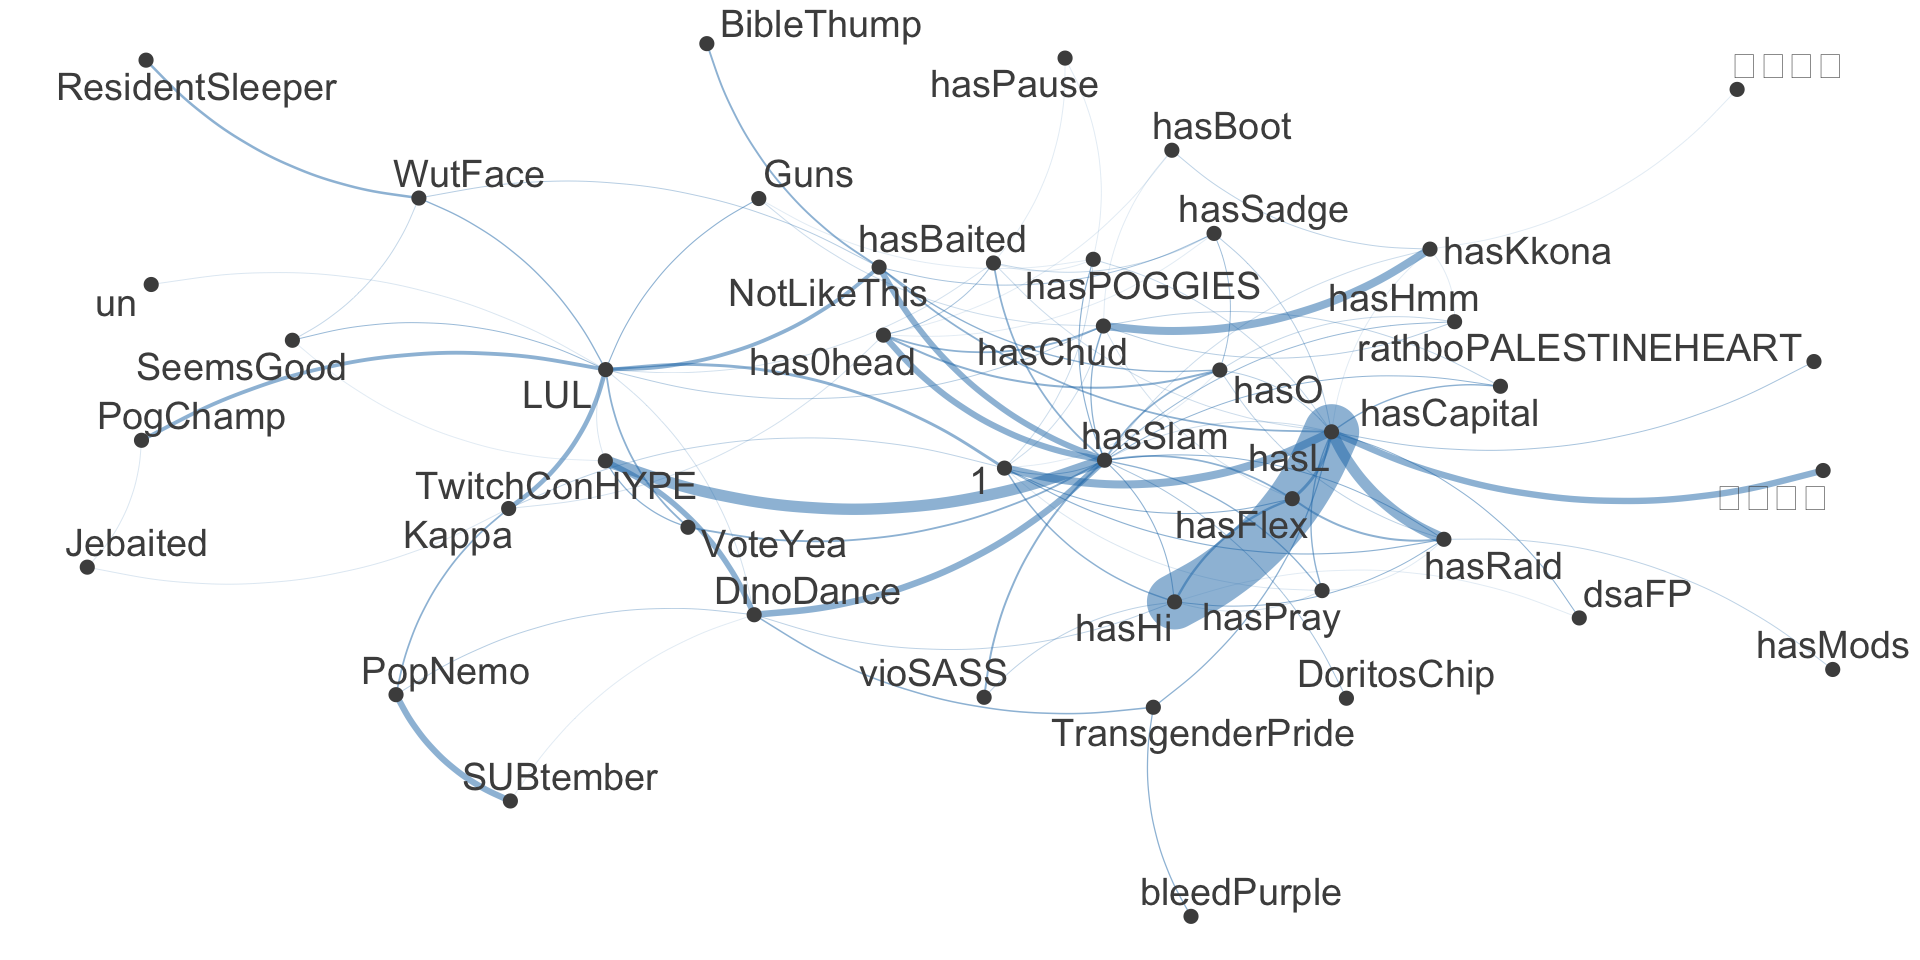 BibleThump
ResidentSleeper
hasPause
hasBoot
WutFace
Guns
hasSadge
hasBaited
hasKkona
un
NotLikeThis
hasPOGGIES
hasHmm
SeemsGood
has0head
hasChud
rathboPALESTINEHEART
LUL
hasO
PogChamp
hasCapital
hasSlam
hasL
1
TwitchConHYPE
Kappa
hasFlex
Jebaited
VoteYea
hasRaid
DinoDance
dsaFP
hasHi
hasPray
hasMods
PopNemo
vioSASS
DoritosChip
TransgenderPride
SUBtember
bleedPurple